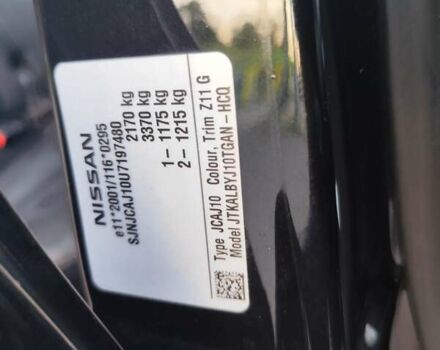 NISSAN
e11*2001/116*0295
SJNJCAJ10U7197480
2170 kg
3370 kg
1- 1175 kg
2- 1215 kg
Type JCAJ10 Colour, Trim Z11 G
Model JTKALBYJ10TGAN-HCQ